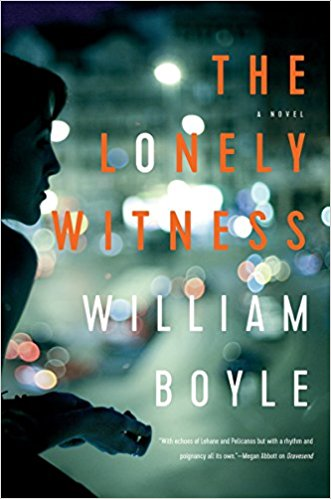 THE
A NOVEL
LONELY
WITNESS
WILLIAM
BOYLE
"With echoes of Lehane and Pelicanos but with a rhythm and
poignancy all its own."—Megan Abbott on Gravesend